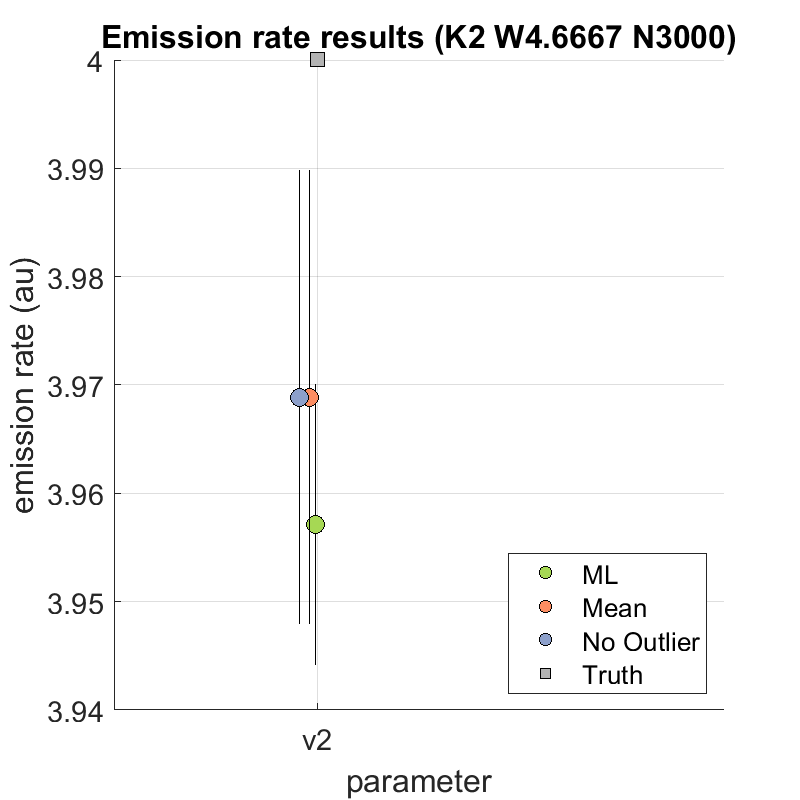 Emission rate results (K2 W4.6667 N3000)
4
3.99
3.98
3.97
3.96
3.95
3.94
emission rate (au)
v2
parameter
ML
Mean
No Outlier
Truth